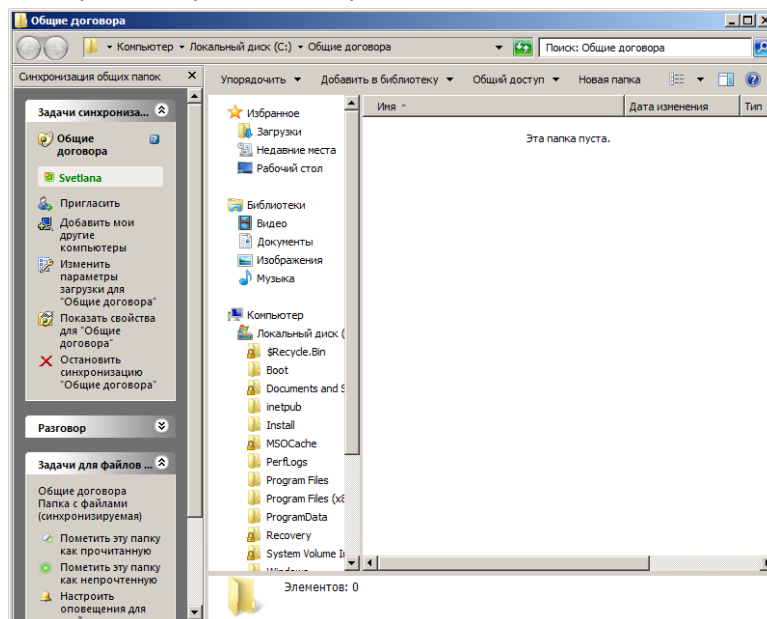 Общие договора
Компьютер
Локальный диск (C:)
Общие договора
Поиск: Общие договора
Синхронизация общих папок
Упорядочить
Добавить в библиотеку
Общий доступ
Новая папка
Задачи синхрониза...
Общие
договора
Svetlana
Пригласить
Добавить мои
другие
компьютеры
Изменить
параметры
загрузки для
"Общие договора"
Показать свойства
для "Общие
договора"
Остановить
синхронизацию
"Общие договора"
Разговор
Задачи для файлов ...
Общие договора
Папка с файлами
(синхронизируемая)
Пометить эту папку
как прочитанную
Пометить эту папку
как непрочтенную
Настроить
оповещения для
Избранное
Загрузки
Недавние места
Рабочий стол
Библиотеки
Видео
Документы
Изображения
Музыка
Компьютер
Локальный диск (
$Recycle.Bin
Boot
Documents and S
inetpub
Install
MSOCache
PerfLogs
Program Files
Program Files (x8
ProgramData
Recovery
System Volume I
Имя
Дата изменения
Тип
Эта папка пуста.
Элементов: 0